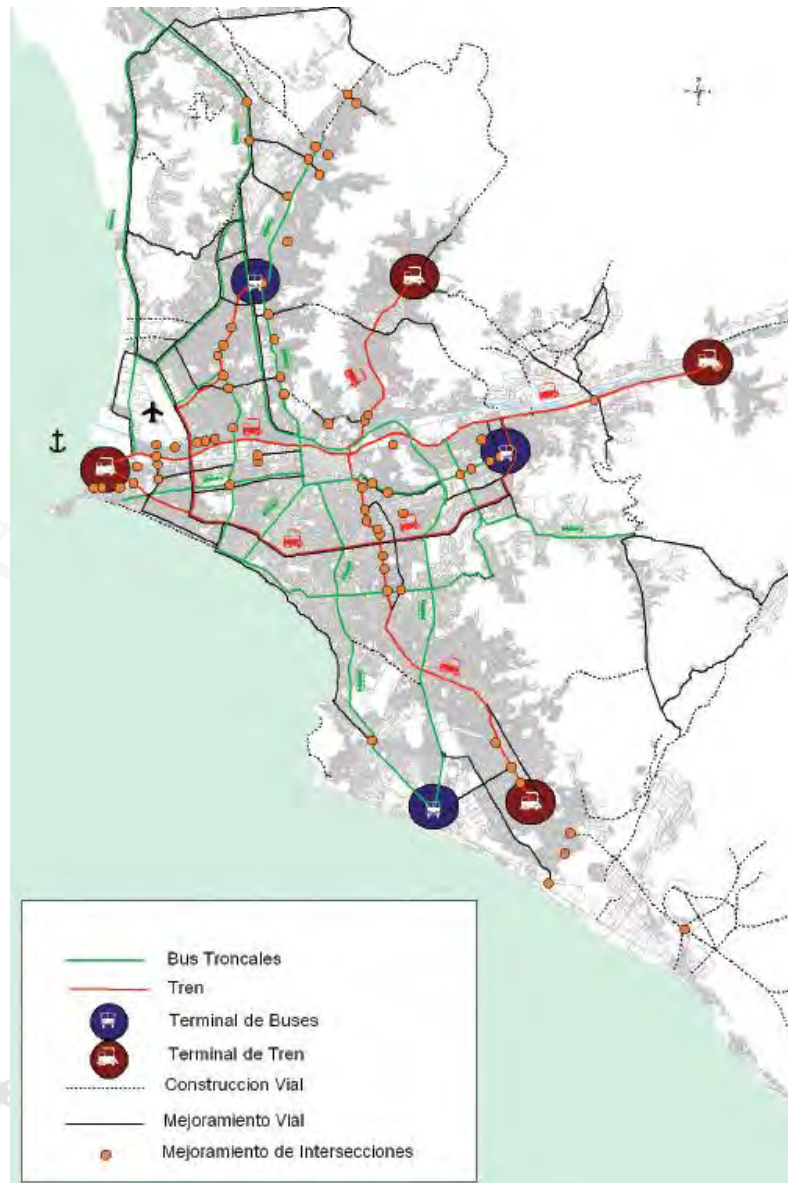 Bus Troncales
Tren
Terminal de Buses
Terminal de Tren
Construccion Vial
Mejoramiento Vial
Mejoramiento de Intersecciones